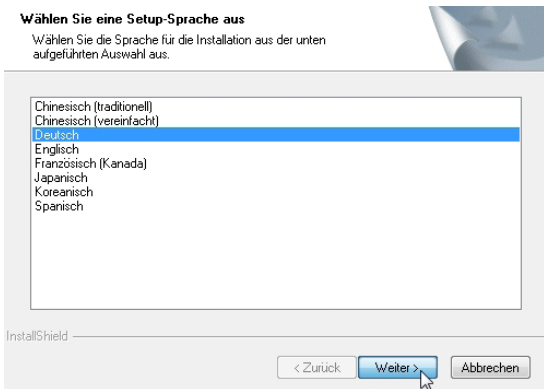 Wählen Sie eine Setup-Sprache aus
Wählen Sie die Sprache für die Installation aus der unten
aufgeführten Auswahl aus.
Chinesisch (traditionell)
Chinesisch (vereinfacht)
Deutsch
Englisch
Französisch (Kanada)
Japanisch
Koreanisch
Spanisch
InstallShield
< Zurück Weiter > Abbrechen